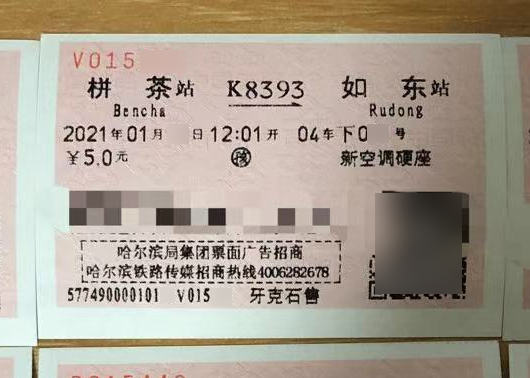 V015
栟茶站 K8393 如东站
Bencha Rudong
2021年01月 日12:01开 04车下0 号
￥5.0元 孩 新空调硬座
哈尔滨局集团票面广告招商
哈尔滨铁路传媒招商热线4006282678
577490000101 V015 牙克石售